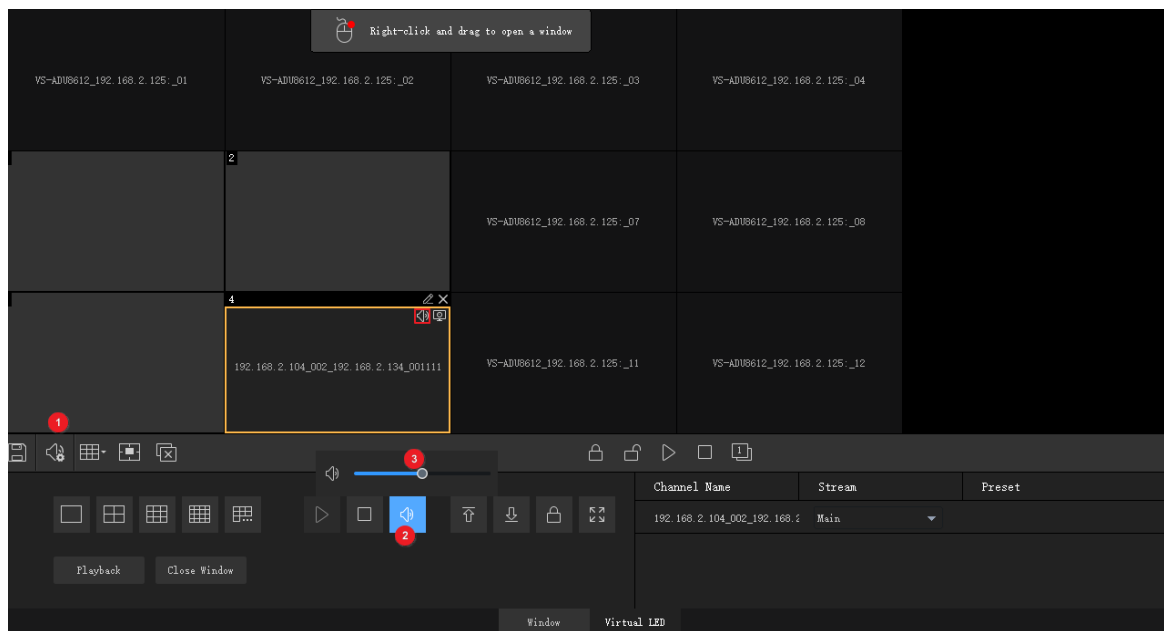 Right-click and drag to open a window
VS-ADU8612_192.168.2.125:_01
VS-ADU8612_192.168.2.125:_02
VS-ADU8612_192.168.2.125:_03
VS-ADU8612_192.168.2.125:_04
2
VS-ADU8612_192.168.2.125:_07
VS-ADU8612_192.168.2.125:_08
4
192.168.2.104_002_192.168.2.134_001111
VS-ADU8612_192.168.2.125:_11
VS-ADU8612_192.168.2.125:_12
1
1
3
Channel Name Stream Preset
192.168.2.104_002_192.168.2 Main
2
Playback Close Window
Window Virtual LED